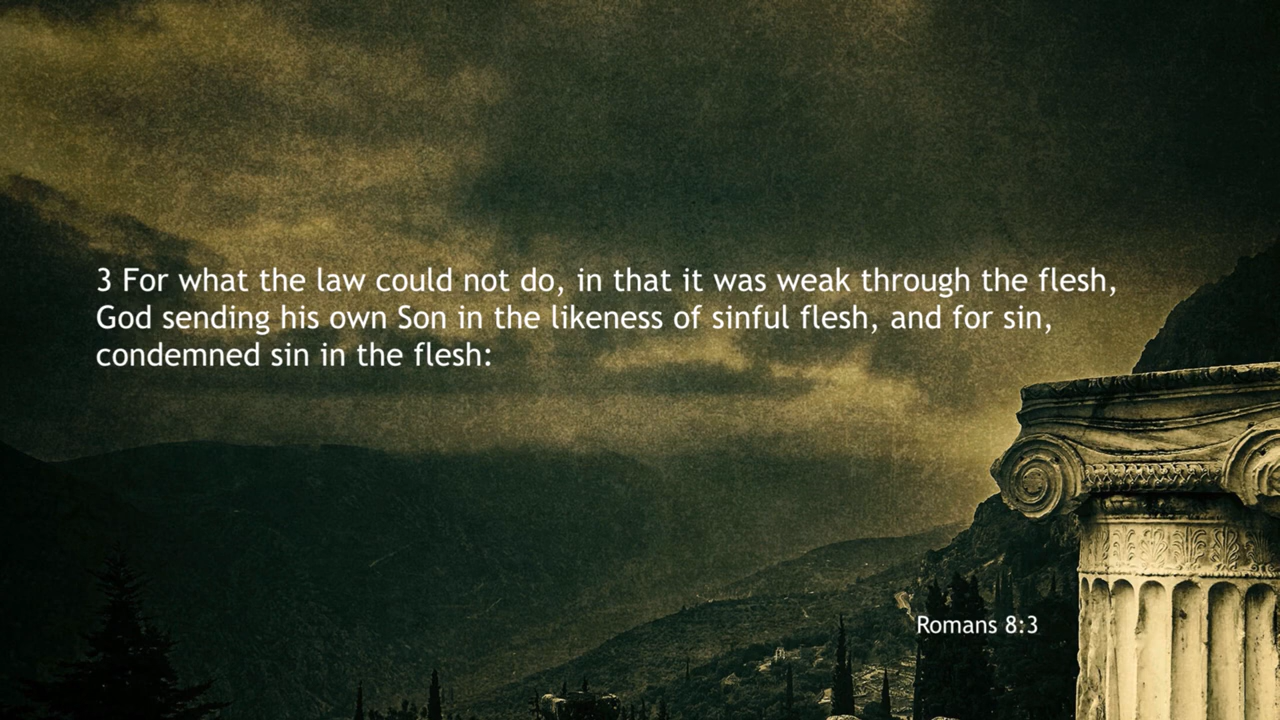 3 For what the law could not do, in that it was weak through the flesh,
God sending his own Son in the likeness of sinful flesh, and for sin,
condemned sin in the flesh:
Romans 8:3